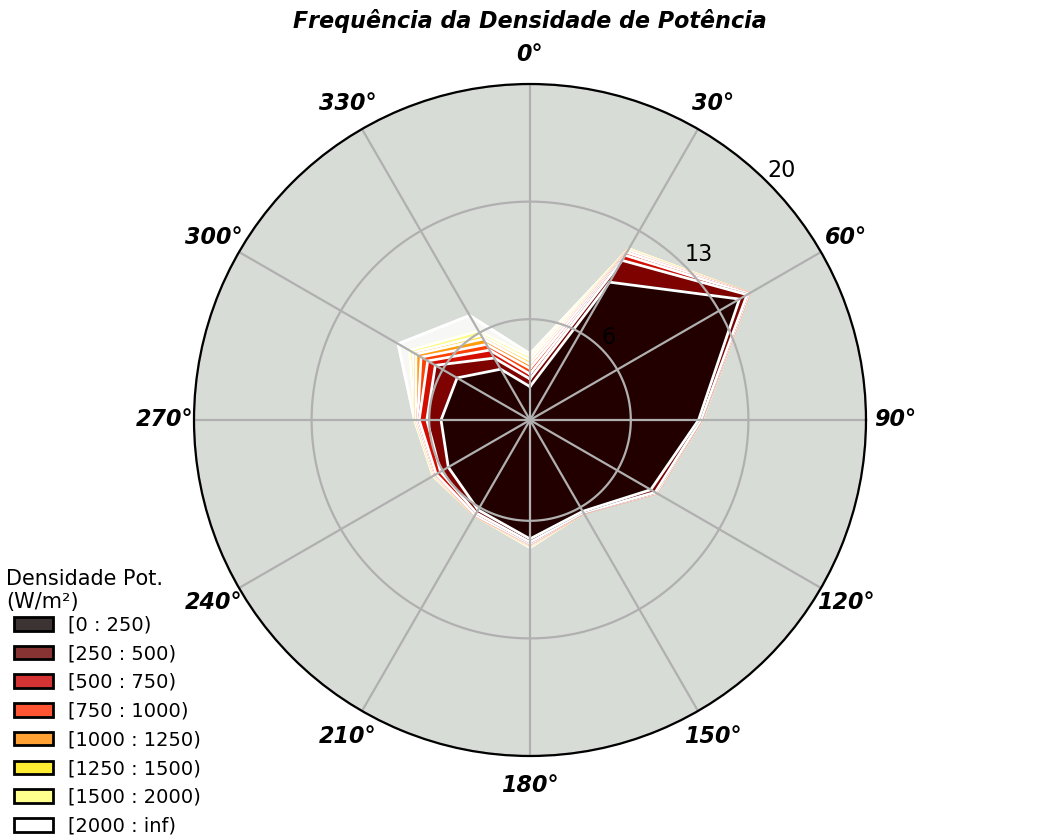 Frequência da Densidade de Potência
0°
330°
30°
20
300°
60°
13
6
270°
90°
240°
120°
210°
150°
180°
Densidade Pot.
(W/m²)
[0 : 250)
[250 : 500)
[500 : 750)
[750 : 1000)
[1000 : 1250)
[1250 : 1500)
[1500 : 2000)
[2000 : inf)